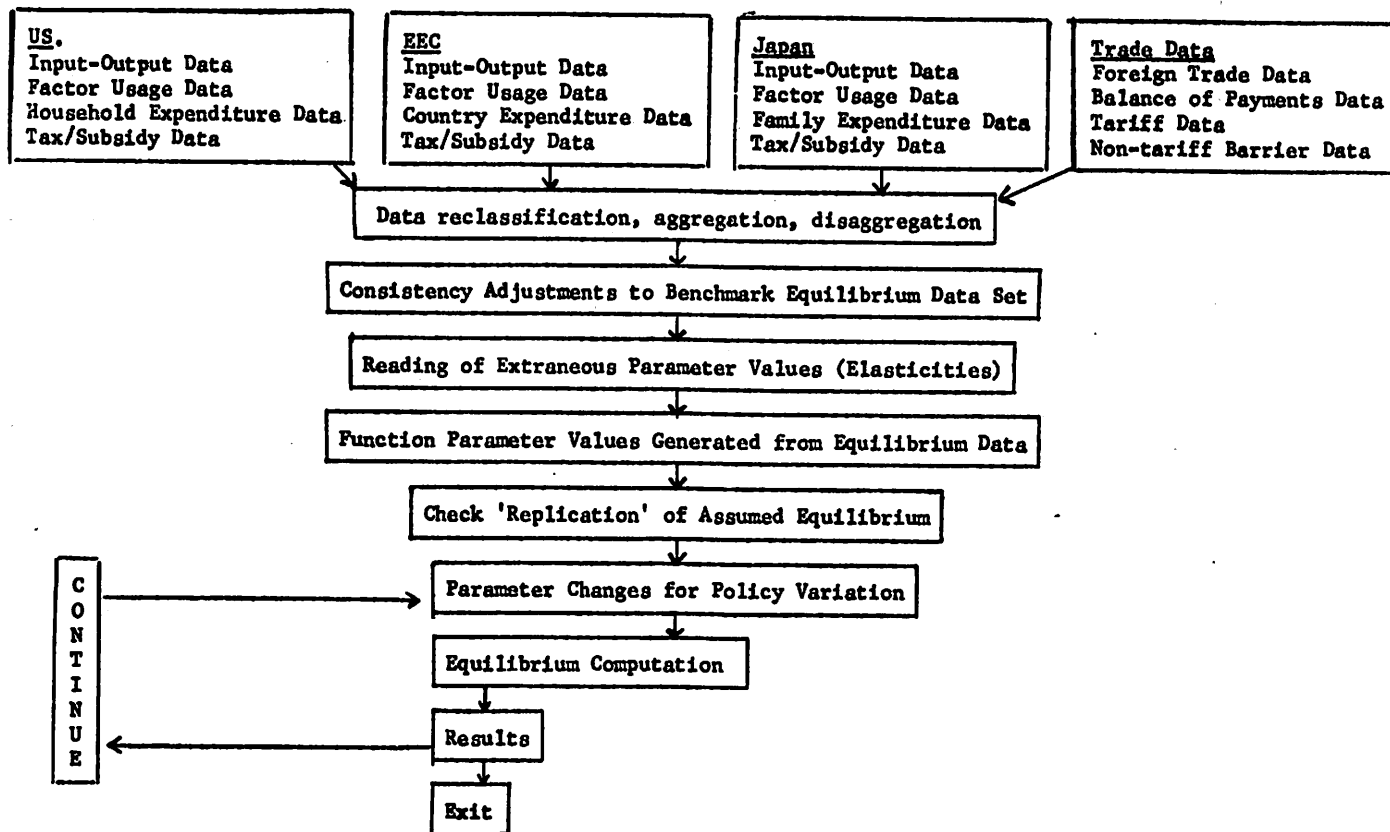 US.
Input-Output Data
Factor Usage Data
Household Expenditure Data
Tax/Subsidy Data
EEC
Input-Output Data
Factor Usage Data
Country Expenditure Data
Tax/Subsidy Data
Japan
Input-Output Data
Factor Usage Data
Family Expenditure Data
Tax/Subsidy Data
Trade Data
Foreign Trade Data
Balance of Payments Data
Tariff Data
Non-tariff Barrier Data
Data reclassification, aggregation, disaggregation
Consistency Adjustments to Benchmark Equilibrium Data Set
Reading of Extraneous Parameter Values (Elasticities)
Function Parameter Values Generated from Equilibrium Data
Check 'Replication' of Assumed Equilibrium
CONTINUE
Parameter Changes for Policy Variation
Equilibrium Computation
Results
Exit